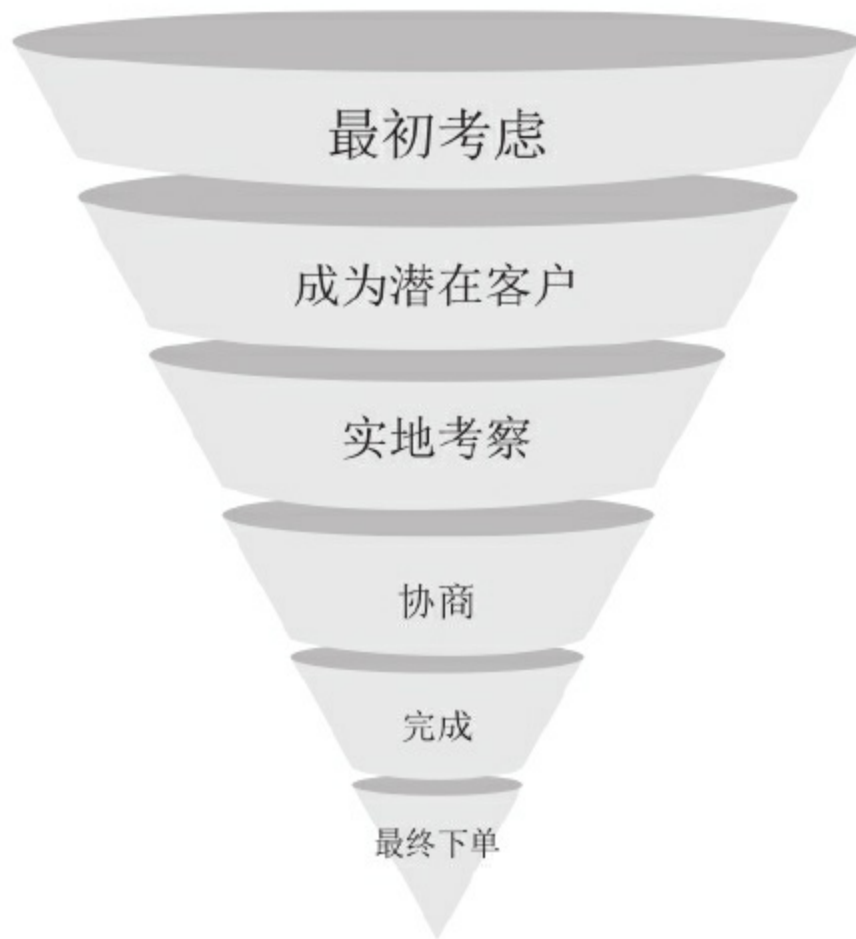 最初考虑
成为潜在客户
实地考察
协商
完成
最终下单